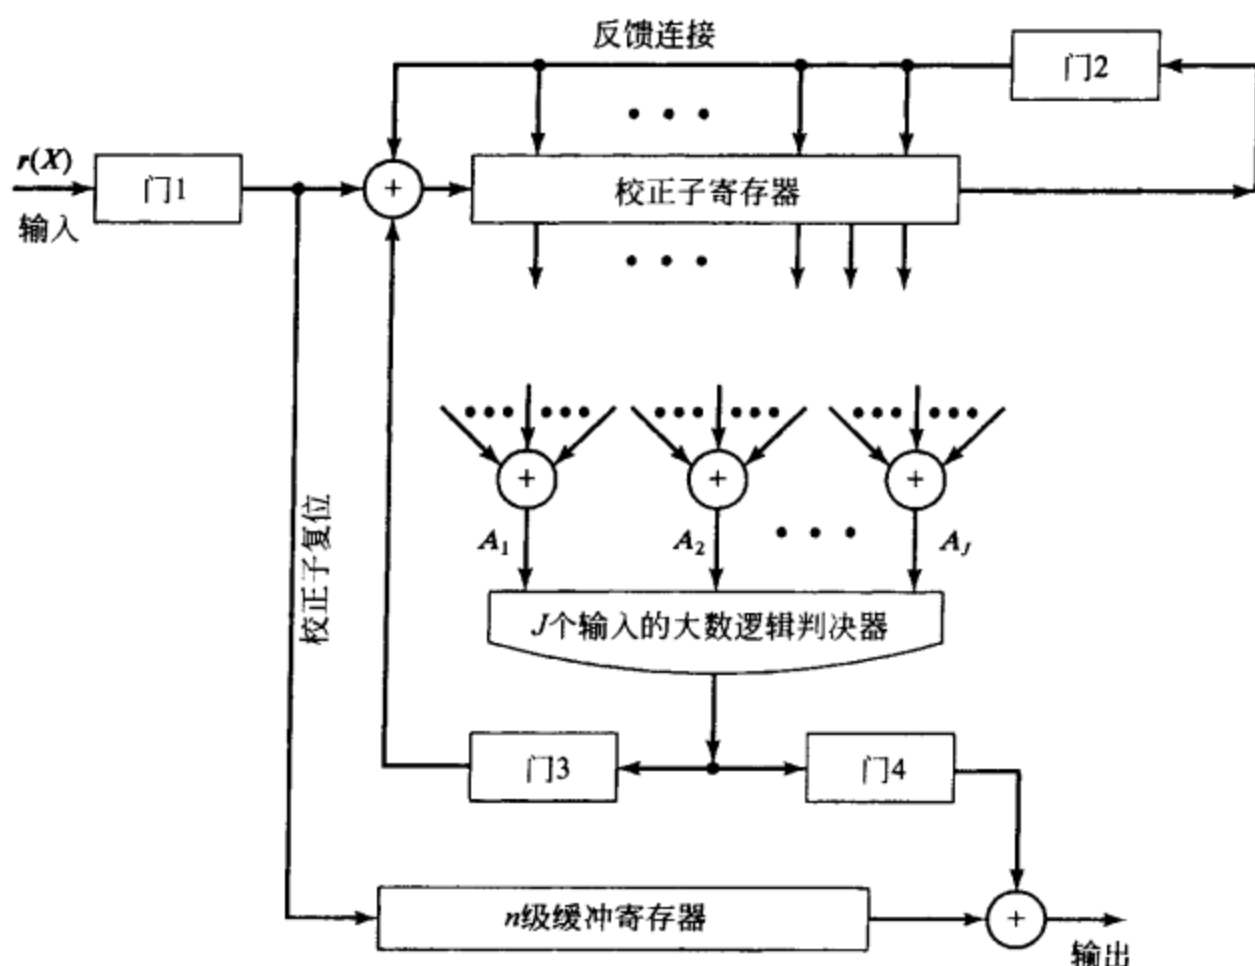 反馈连接
门2
r(X)
门1
+
校正子寄存器
输入
+
+
+
A1
A2
AJ
校正子复位
J个输入的大数逻辑判决器
门3
门4
n级缓冲寄存器
+
输出